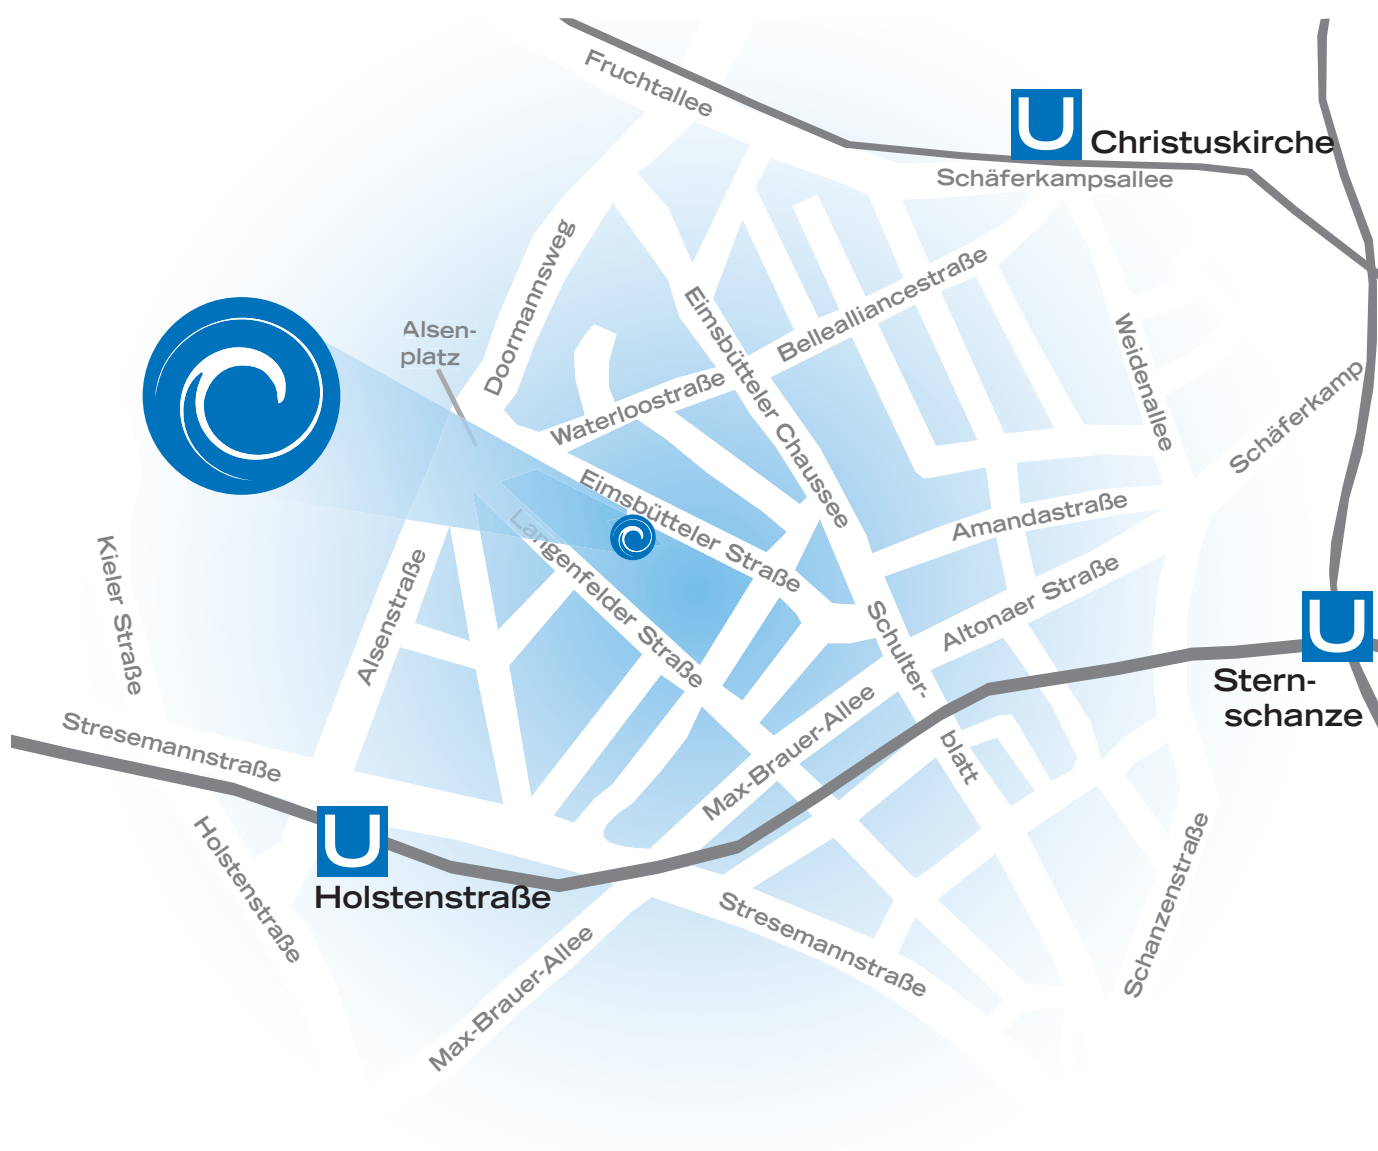 Fruchtallee
U
Christuskirche
Schäferkampsallee
Doormannsweg
Alsen-
platz
Eimsbütteler Chaussee
Bellealliancestraße
Waterloostraße
Weidenallee
Schäferkamp
Eimsbütteler Straße
Amandastraße
Langenfelder Straße
Altonaer Straße
Kieler Straße
Alsenstraße
Schulter-
blatt
U
Stern-
schanze
Stresemannstraße
Max-Brauer-Allee
U
Holstenstraße
Holstenstraße
Stresemannstraße
Schanzenstraße
Max-Brauer-Allee